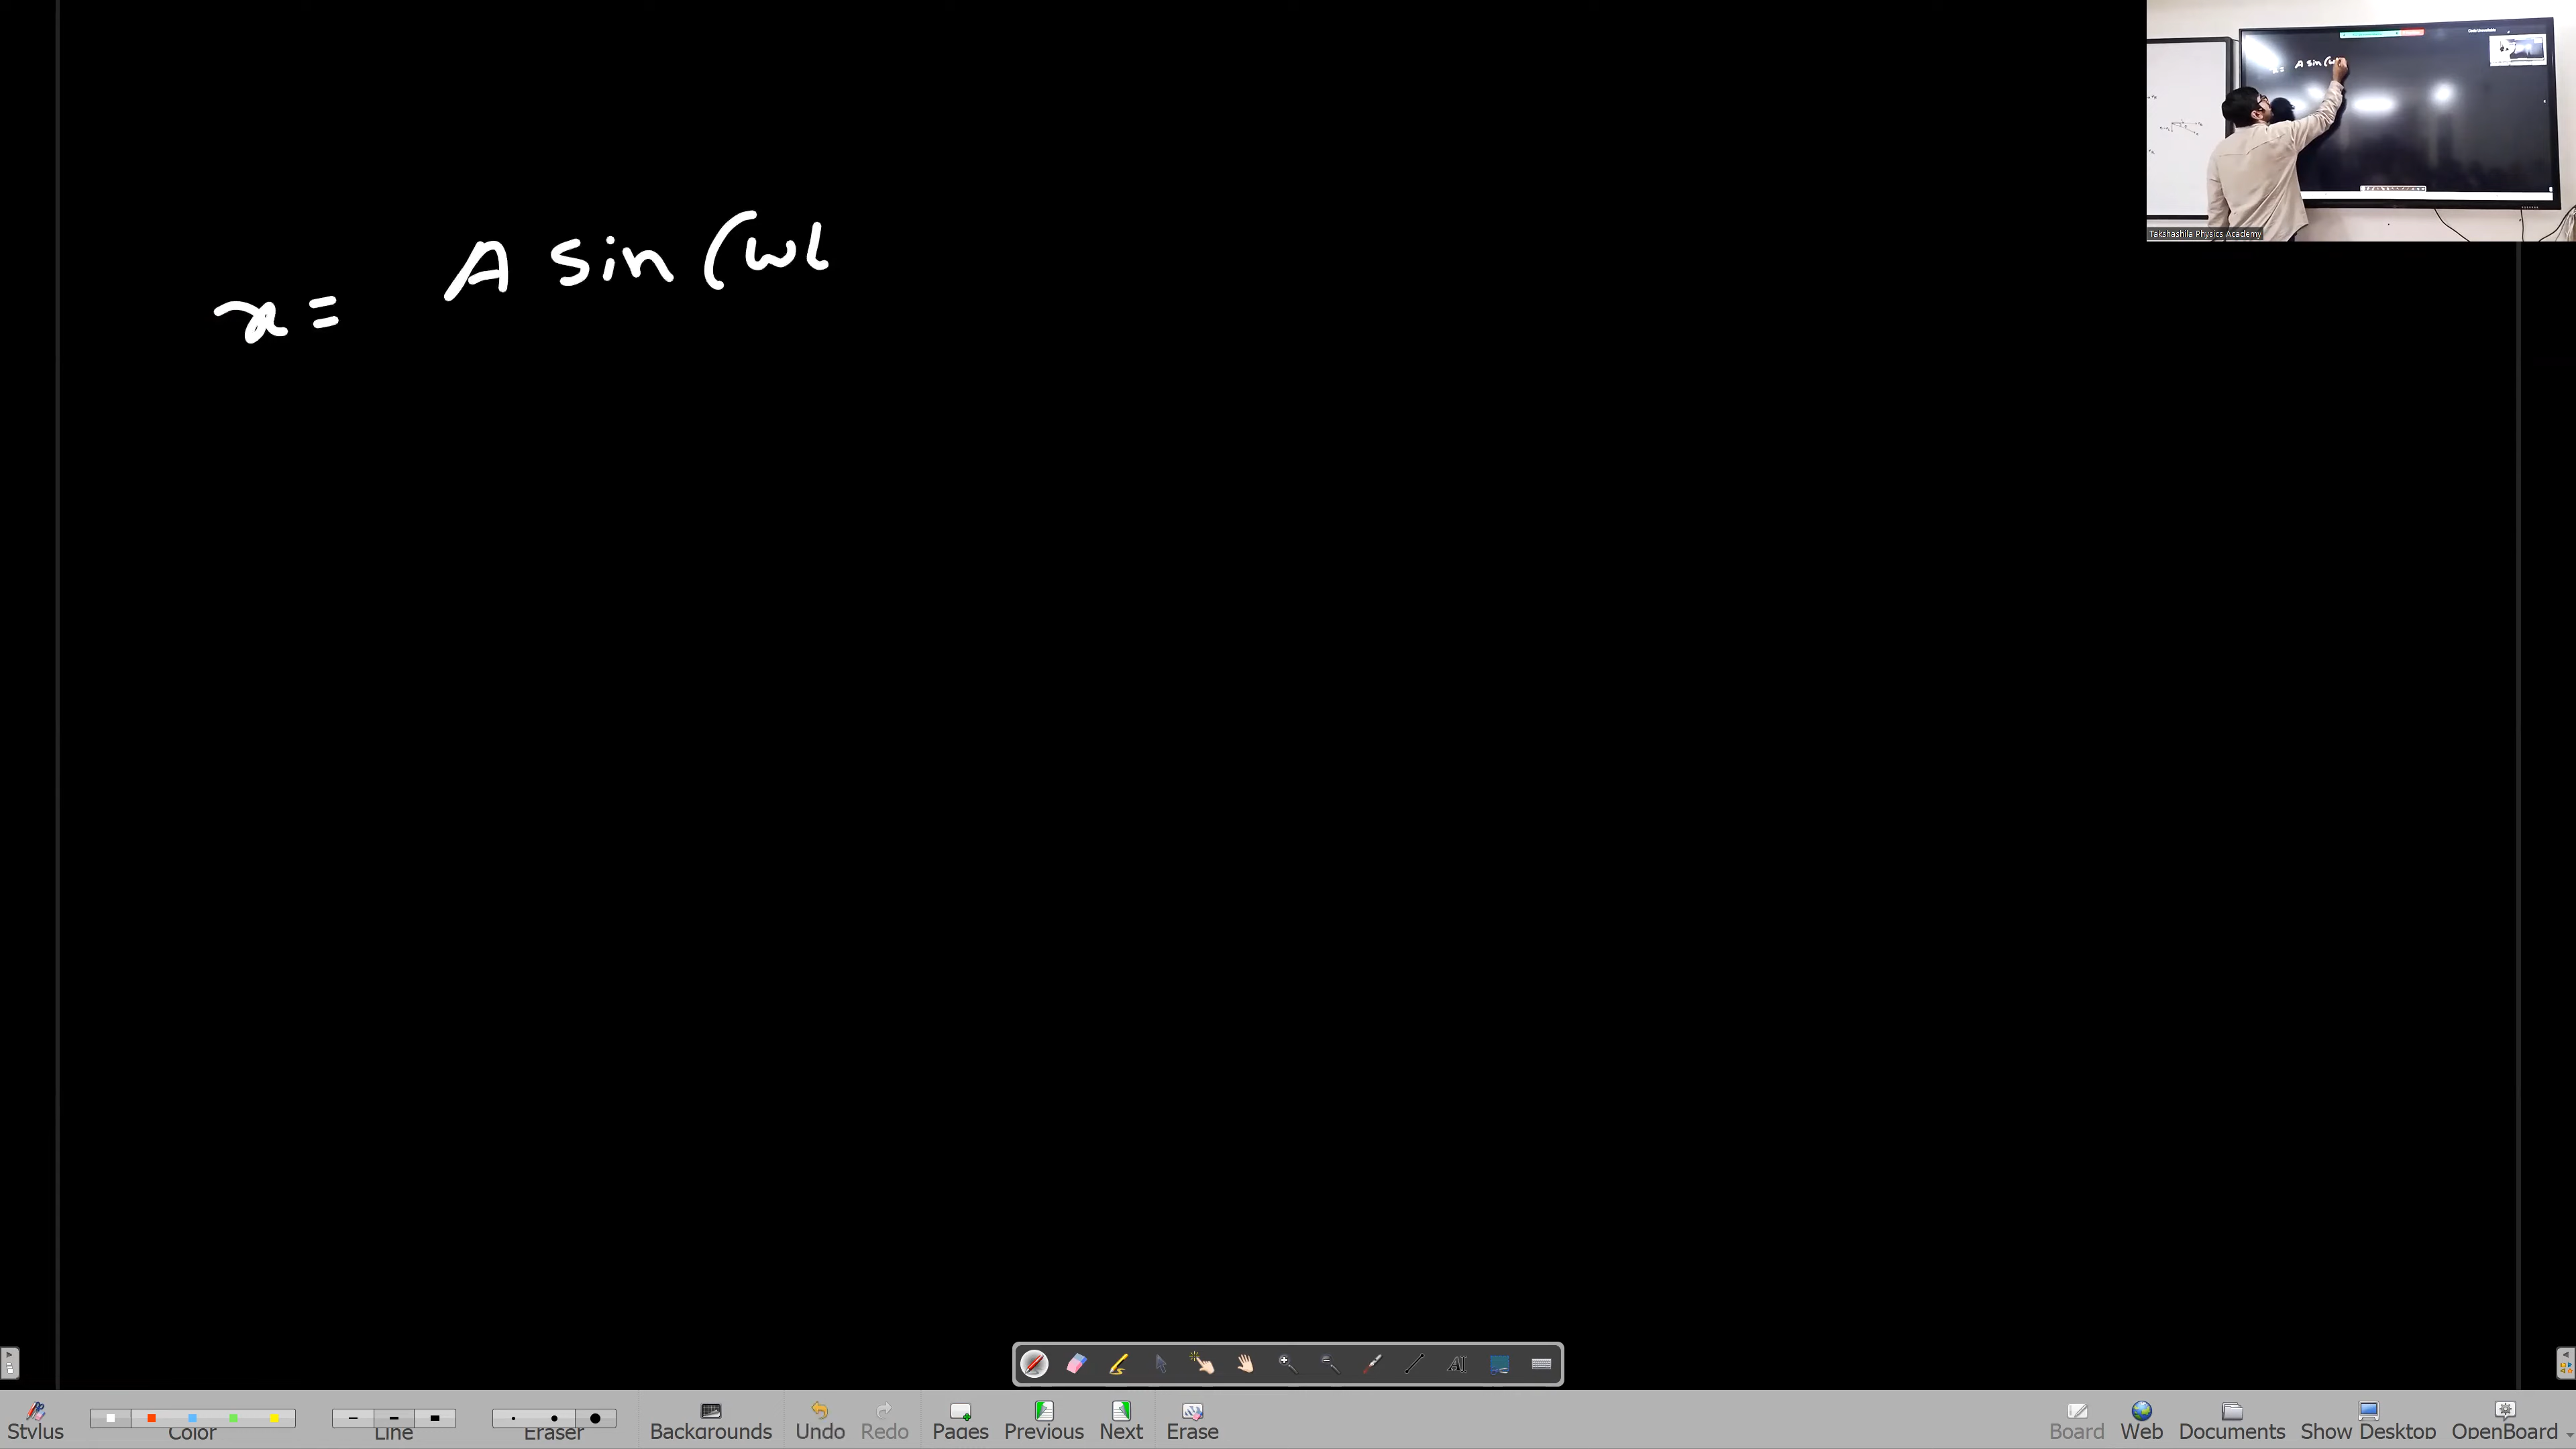 x = A sin (ωt
Takshashila Physics Academy
Stylus Color Line Eraser Backgrounds Undo Redo Pages Previous Next Erase Board Web Documents Show Desktop OpenBoard